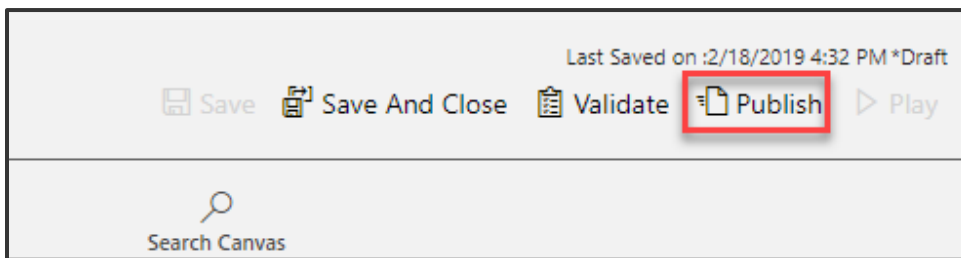 Last Saved on :2/18/2019 4:32 PM *Draft
Save Save And Close Validate Publish Play
Search Canvas